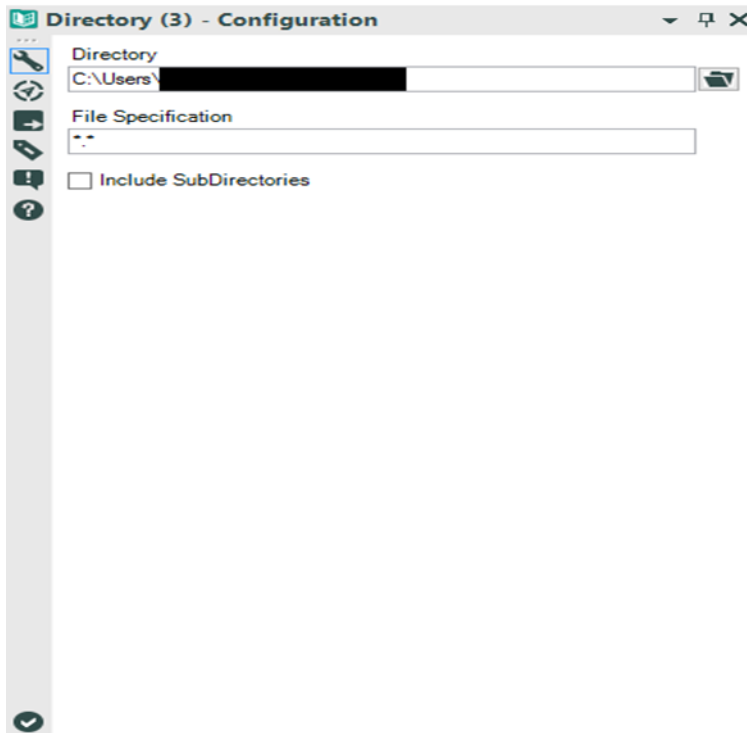 Directory (3) - Configuration
Directory
C:\Users\
File Specification
*.*
Include SubDirectories